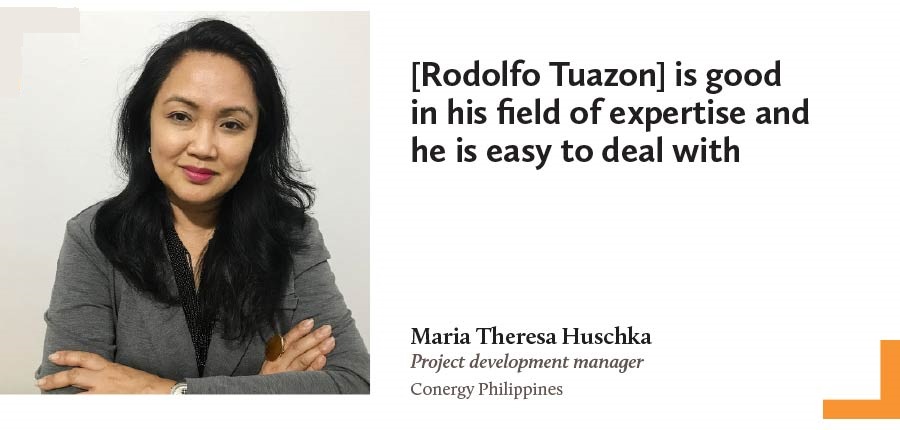 [Rodolfo Tuazon] is good
in his field of expertise and
he is easy to deal with
Maria Theresa Huschka
Project development manager
Conergy Philippines